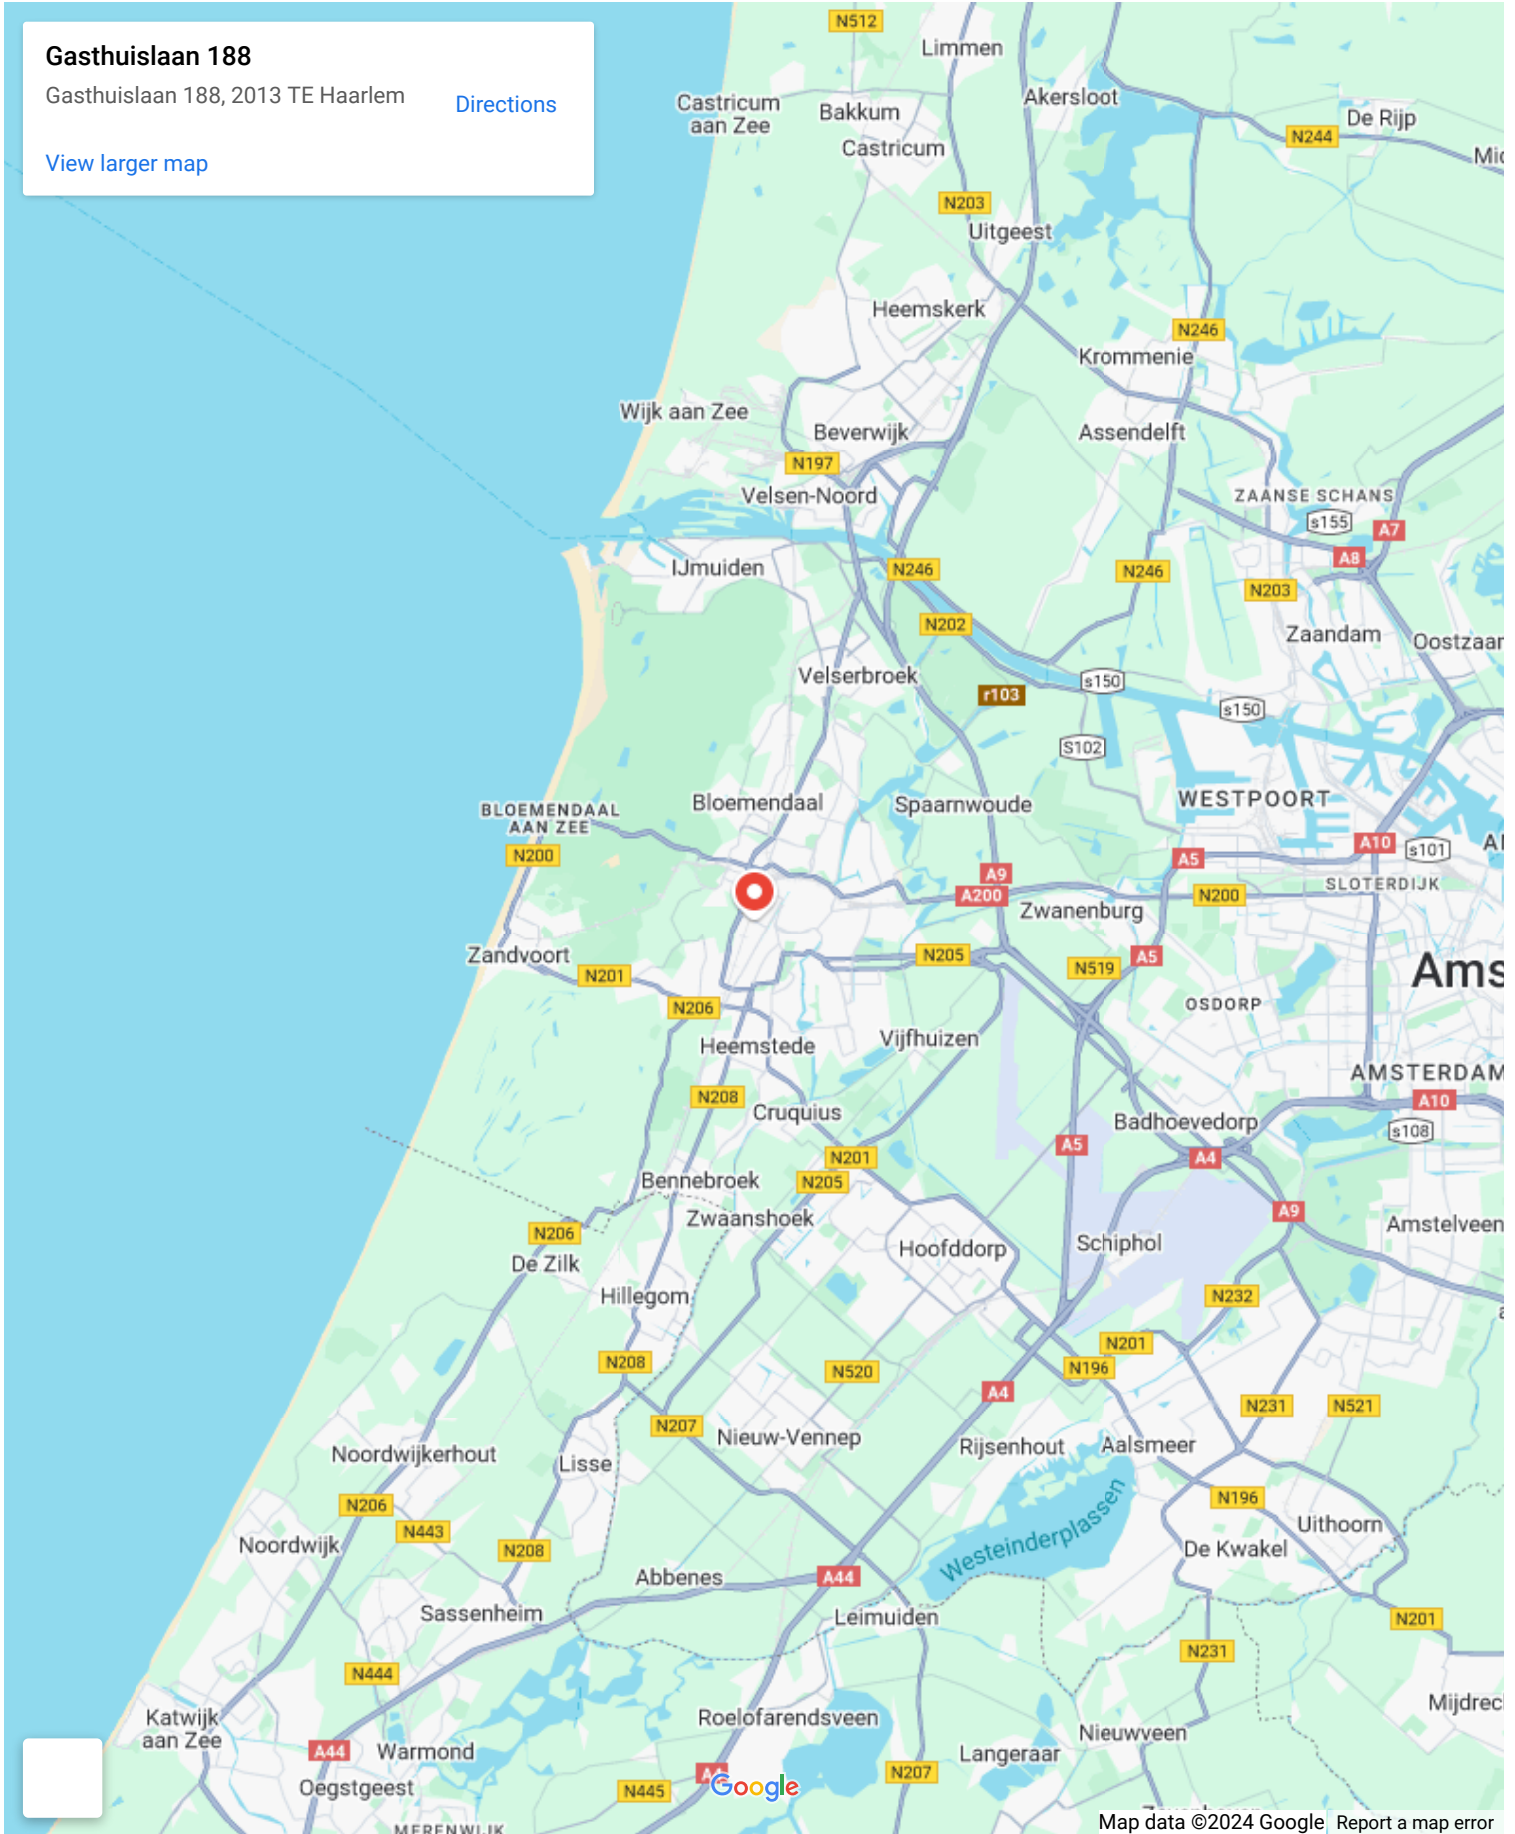 Gasthuislaan 188
Gasthuislaan 188, 2013 TE Haarlem
Directions
View larger map
N512
Limmen
Castricum
aan Zee
Bakkum
Akersloot
De Rijp
N244
Castricum
N203
Uitgeest
Heemskerk
N246
Krommenie
Wijk aan Zee
Beverwijk
Assendelft
N197
Velsen-Noord
ZAANSE SCHANS
s155
A7
A8
IJmuiden
N246
N246
N203
N202
Zaandam
Velserbroek
s150
r103
s150
S102
BLOEMENDAAL
AAN ZEE
Bloemendaal
Spaarnwoude
WESTPOORT
A10
s101
N200
A5
A9
A200
N200
SLOTERDIJK
Zwanenburg
Zandvoort
N205
A5
N519
N201
N206
OSDORP
Heemstede
Vijfhuizen
AMSTERDAM
N208
Cruquius
A10
Badhoevedorp
s108
A5
N201
A4
Bennebroek
N205
Zwaanshoek
A9
N206
Amstelveen
De Zilk
Hoofddorp
Schiphol
Hillegom
N232
N201
N208
N520
N196
A4
N231
N521
N207
Nieuw-Vennep
Rijsenhout
Aalsmeer
Noordwijkerhout
Lisse
N206
N196
N443
Westeinderplassen
Uithoorn
Noordwijk
N208
De Kwakel
Abbenes
A44
Sassenheim
Leimuiden
N201
N231
N444
Katwijk
aan Zee
Roelofarendsveen
Nieuwveen
A44
Warmond
Langeraar
Oegstgeest
N445
Google
N207
MERENWIJK
Map data ©2024 Google
Report a map error